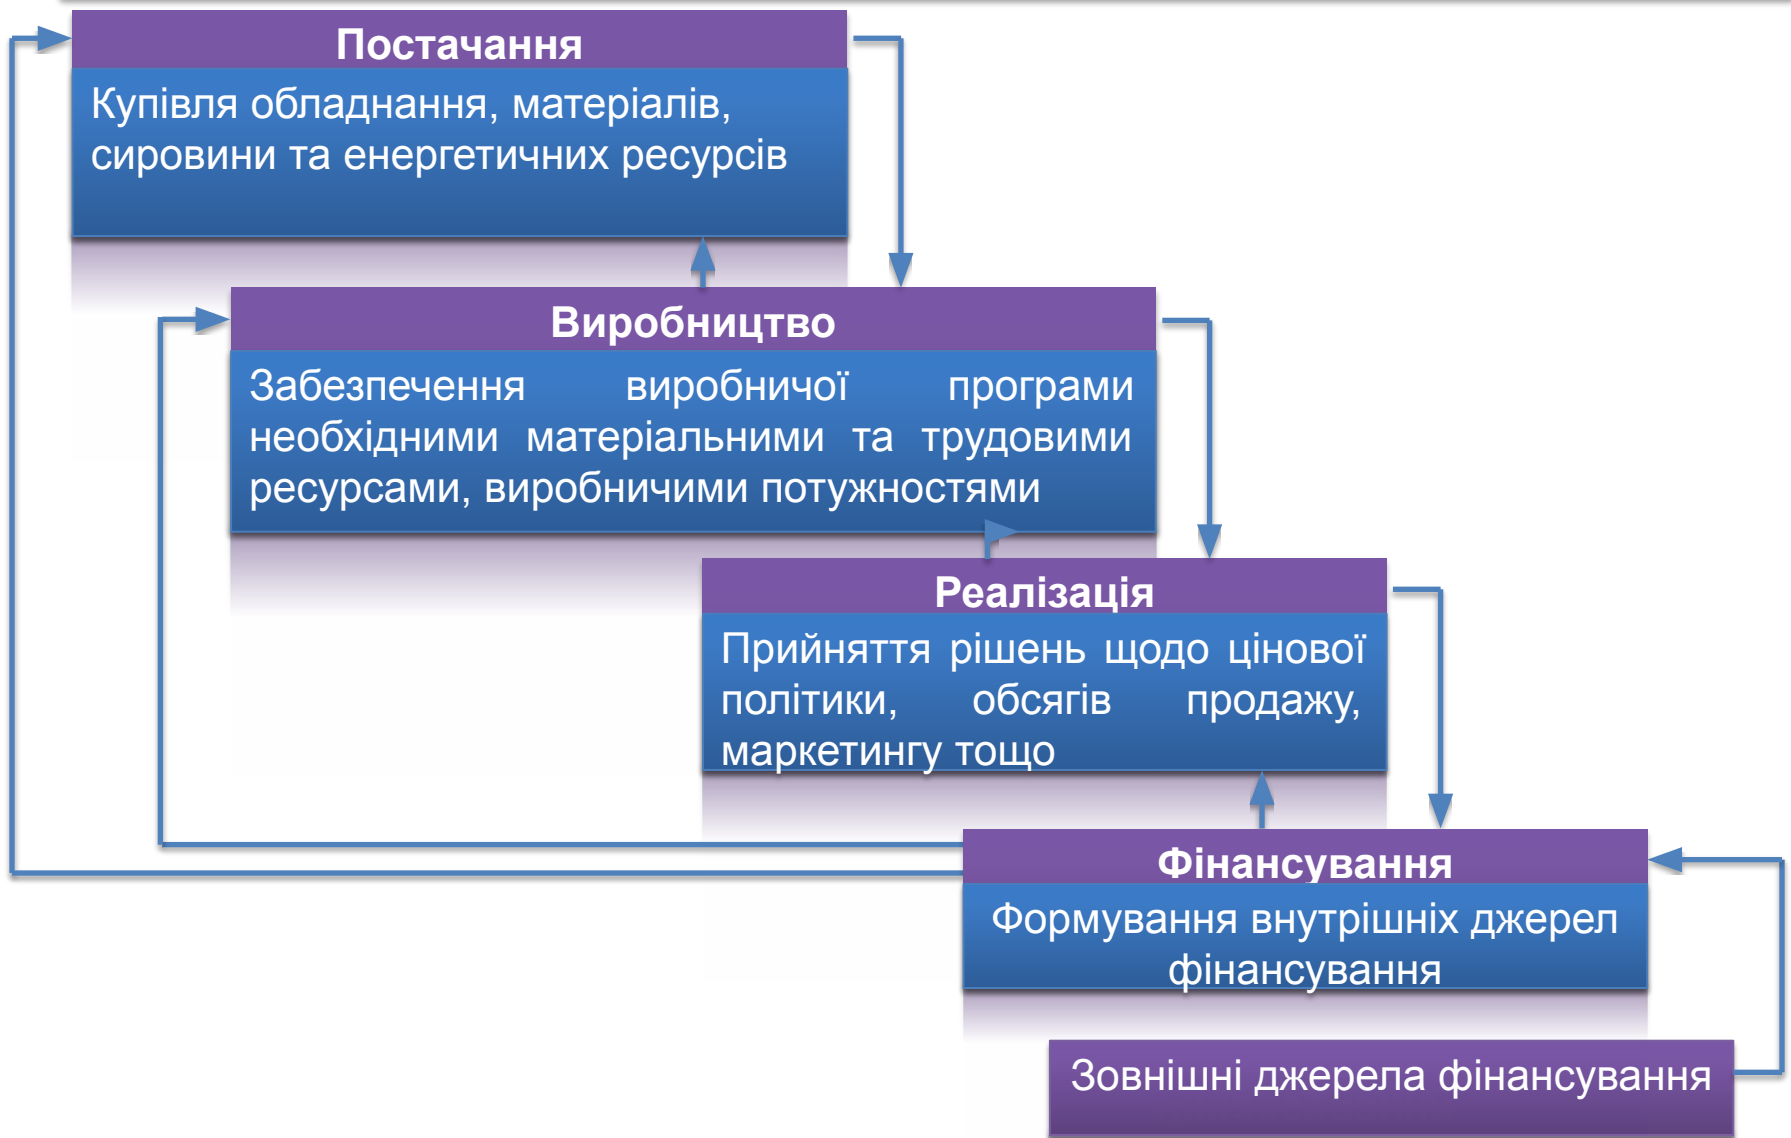 Постачання
Купівля обладнання, матеріалів,
сировини та енергетичних ресурсів
Виробництво
Забезпечення виробничої програми
необхідними матеріальними та трудовими
ресурсами, виробничими потужностями
Реалізація
Прийняття рішень щодо цінової
політики, обсягів продажу,
маркетингу тощо
Фінансування
Формування внутрішніх джерел
фінансування
Зовнішні джерела фінансування